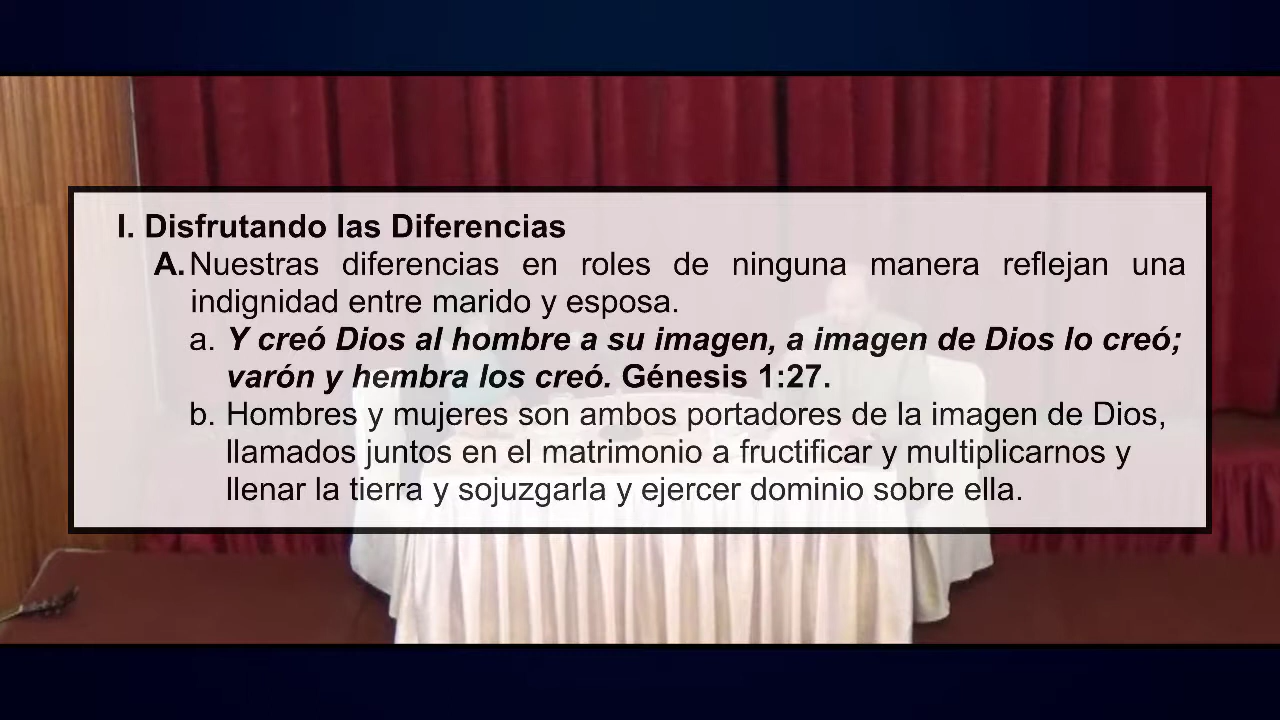 I. Disfrutando las Diferencias
A. Nuestras diferencias en roles de ninguna manera reflejan una
indignidad entre marido y esposa.
a. Y creó Dios al hombre a su imagen, a imagen de Dios lo creó;
varón y hembra los creó. Génesis 1:27.
b. Hombres y mujeres son ambos portadores de la imagen de Dios,
llamados juntos en el matrimonio a fructificar y multiplicarnos y
llenar la tierra y sojuzgarla y ejercer dominio sobre ella.